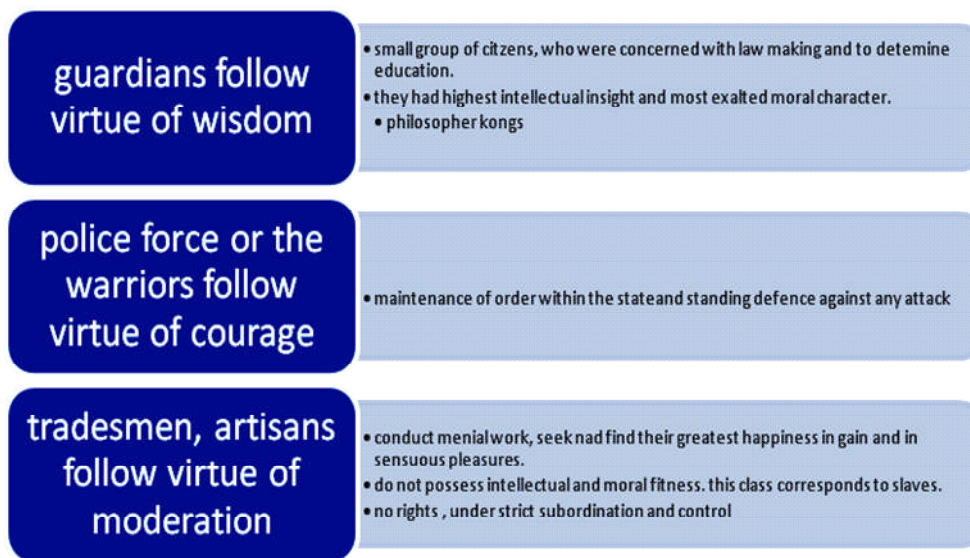 guardians follow
virtue of wisdom
• small group of citzens, who were concerned with law making and to detemine
education.
• they had highest intellectual insight and most exalted moral character.
• philosopher kongs
police force or the
warriors follow
virtue of courage
• maintenance of order within the stateand standing defence against any attack
tradesmen, artisans
follow virtue of
moderation
• conduct menial work, seek nad find their greatest happiness in gain and in
sensuous pleasures.
• do not possess intellectual and moral fitness. this class corresponds to slaves.
• no rights , under strict subordination and control